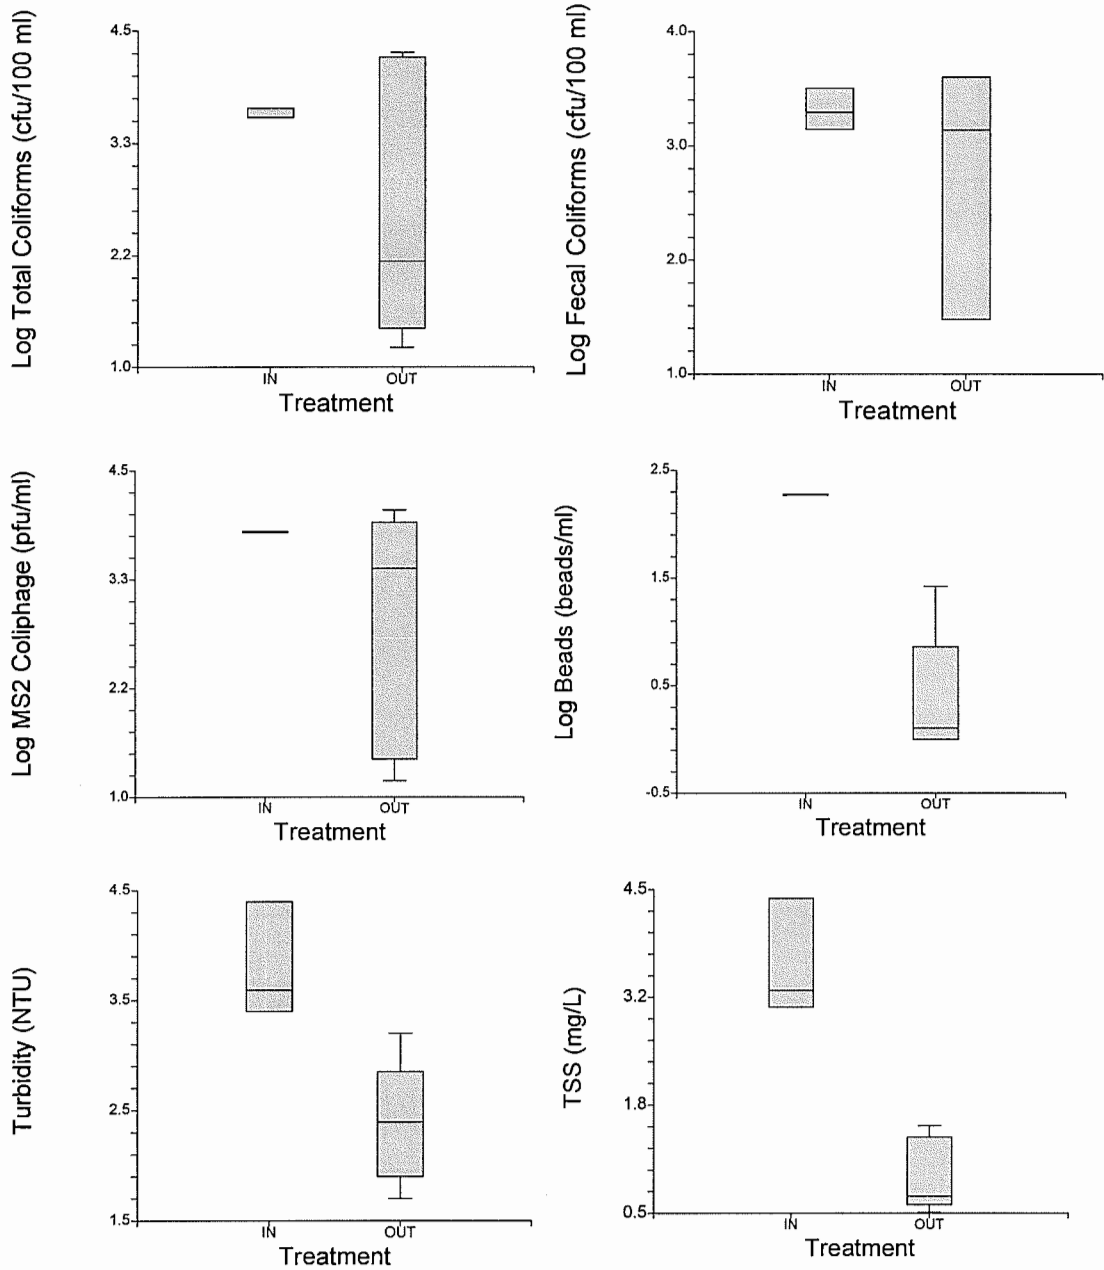 Log Total Coliforms (cfu/100 ml)
4.5
3.3
2.2
1.0
IN
OUT
Treatment
Log Fecal Coliforms (cfu/100 ml)
4.0
3.0
2.0
1.0
IN
OUT
Treatment
Log MS2 Coliphage (pfu/ml)
4.5
3.3
2.2
1.0
IN
OUT
Treatment
Log Beads (beads/ml)
2.5
1.5
0.5
-0.5
IN
OUT
Treatment
Turbidity (NTU)
4.5
3.5
2.5
1.5
IN
OUT
Treatment
TSS (mg/L)
4.5
3.2
1.8
0.5
IN
OUT
Treatment